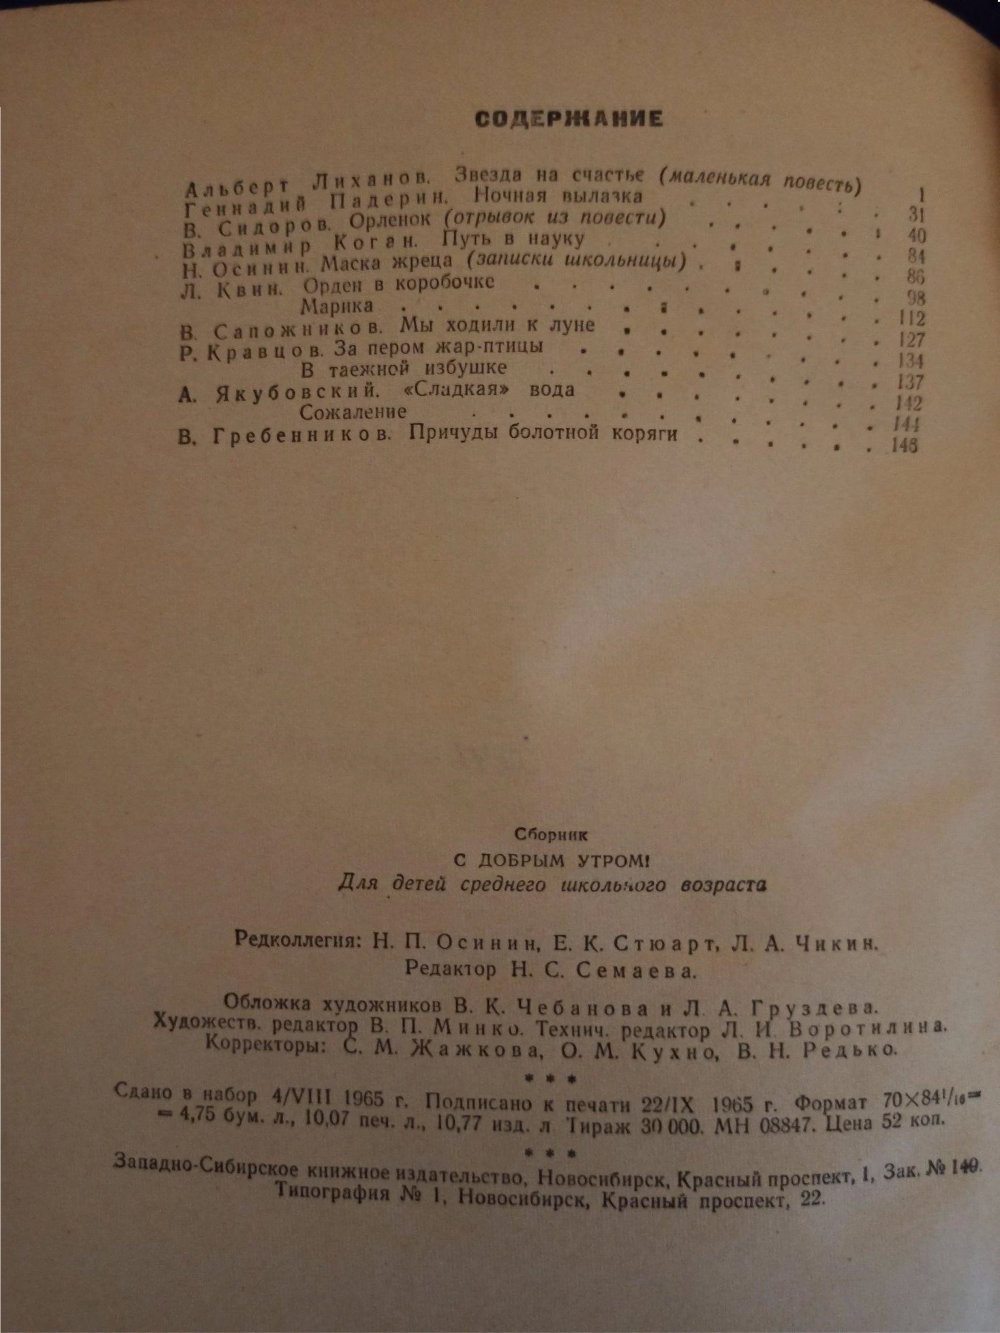 СОДЕРЖАНИЕ
Альберт Лиханов. Звезда на счастье (маленькая повесть) 1
Геннадий Падерин. Ночная вылазка . . . . . . 31
В. Сидоров. Орленок (отрывок из повести) . . . . . . 40
Владимир Коган. Путь в науку . . . . . . 84
Н. Осинин. Маска жреца (записки школьницы) . . . . . . 86
Л. Квин. Орден в коробочке . . . . . . 98
Марика . . . . . . 112
В. Сапожников. Мы ходили к луне . . . . . . 127
Р. Кравцов. За пером жар-птицы . . . . . . 134
В таежной избушке . . . . . . 137
А. Якубовский. «Сладкая» вода . . . . . . 142
Сожаление . . . . . . 144
В. Гребенников. Причуды болотной коряги . . . . . . 148
Сборник
С ДОБРЫМ УТРОМ!
Для детей среднего школьного возраста
Редколлегия: Н. П. Осинин, Е. К. Стюарт, Л. А. Чикин.
Редактор Н. С. Семаева.
Обложка художников В. К. Чебанова и Л. А. Груздева.
Художеств. редактор В. П. Минко. Технич. редактор Л. И. Воротилина.
Корректоры: С. М. Жажкова, О. М. Кухно, В. Н. Редько.
* * *
Сдано в набор 4/VIII 1965 г. Подписано к печати 22/IX 1965 г. Формат 70×84¹/₁₆=
= 4,75 бум. л., 10,07 печ. л., 10,77 изд. л. Тираж 30 000. МН 08847. Цена 52 коп.
* * *
Западно-Сибирское книжное издательство, Новосибирск, Красный проспект, 1, Зак. № 140.
Типография № 1, Новосибирск, Красный проспект, 22.